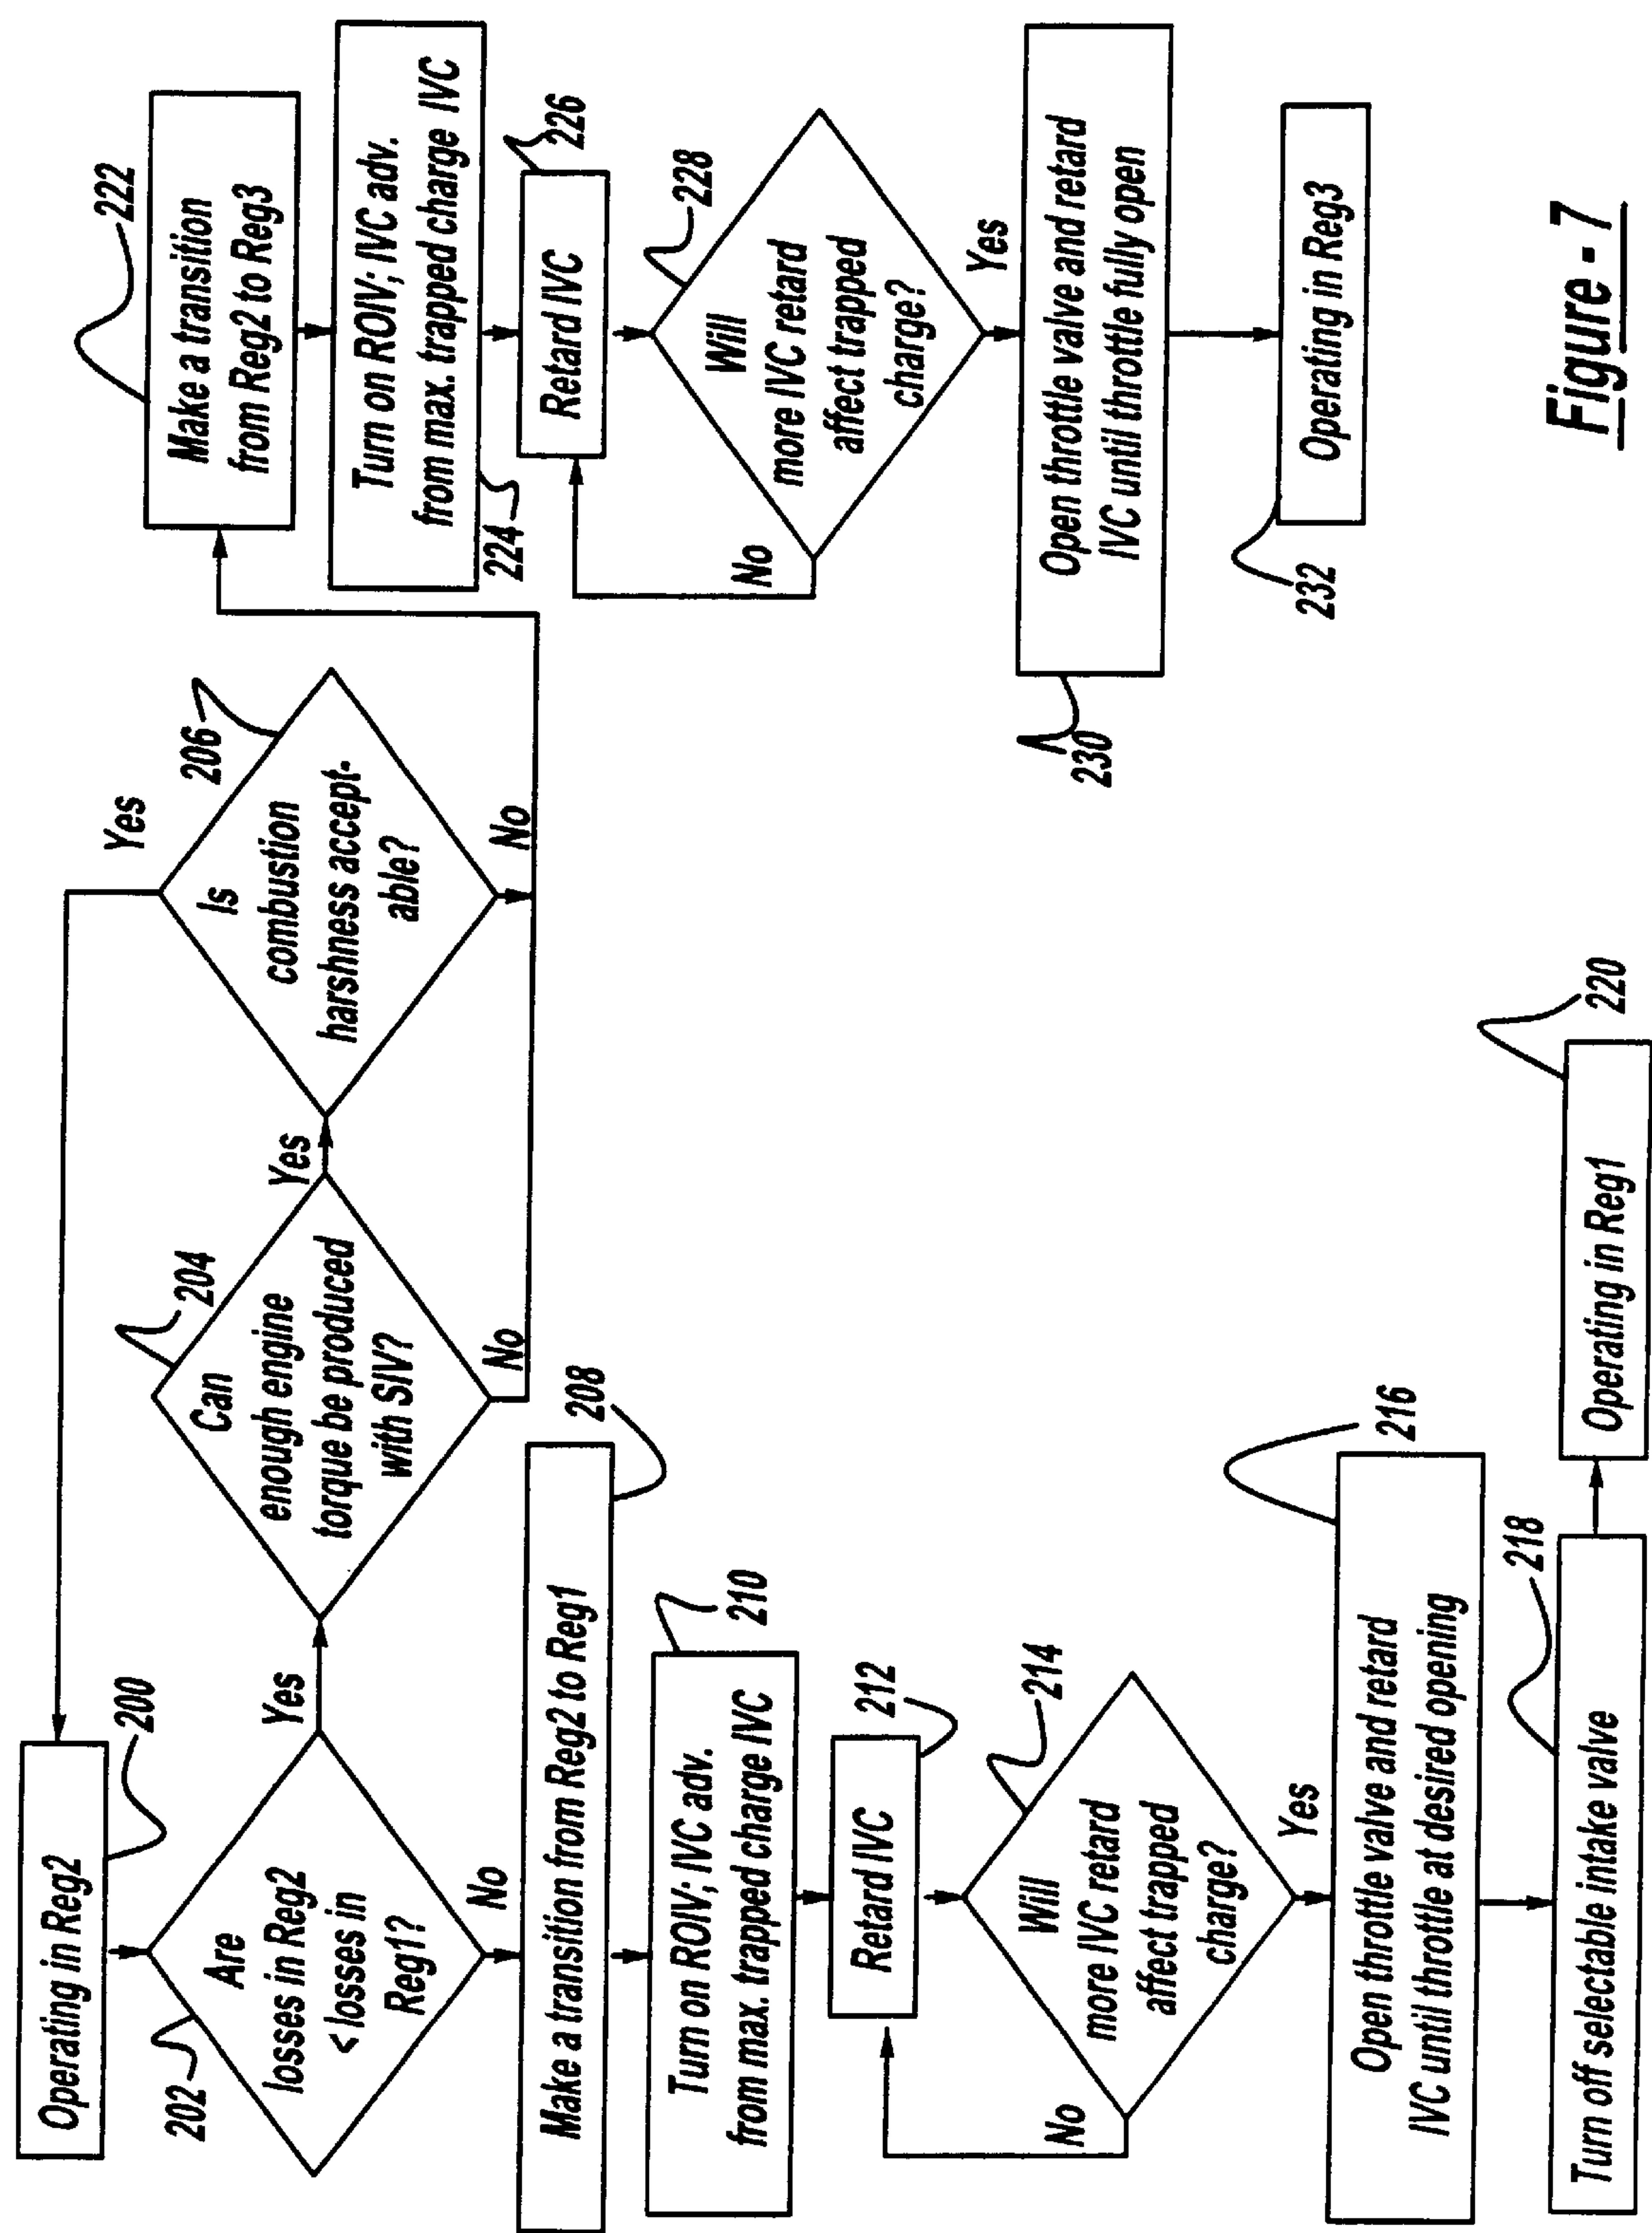 Operating in Reg2
200
Are
losses in Reg2
< losses in
Reg1?
202
Yes
No
Can
enough engine
torque be produced
with SIV?
204
Yes
No
Is
combustion
harshness accept-
able?
206
Yes
No
Make a transition from Reg2 to Reg1
208
Turn on ROIV; IVC adv.
from max. trapped charge IVC
210
Retard IVC
212
Will
more IVC retard
affect trapped
charge?
214
No
Yes
Open throttle valve and retard
IVC until throttle at desired opening
216
Turn off selectable intake valve
218
Operating in Reg1
220
Make a transition
from Reg2 to Reg3
222
Turn on ROIV; IVC adv.
from max. trapped charge IVC
224
Retard IVC
226
Will
more IVC retard
affect trapped
charge?
228
No
Yes
Open throttle valve and retard
IVC until throttle fully open
230
Operating in Reg3
232
Figure - 7